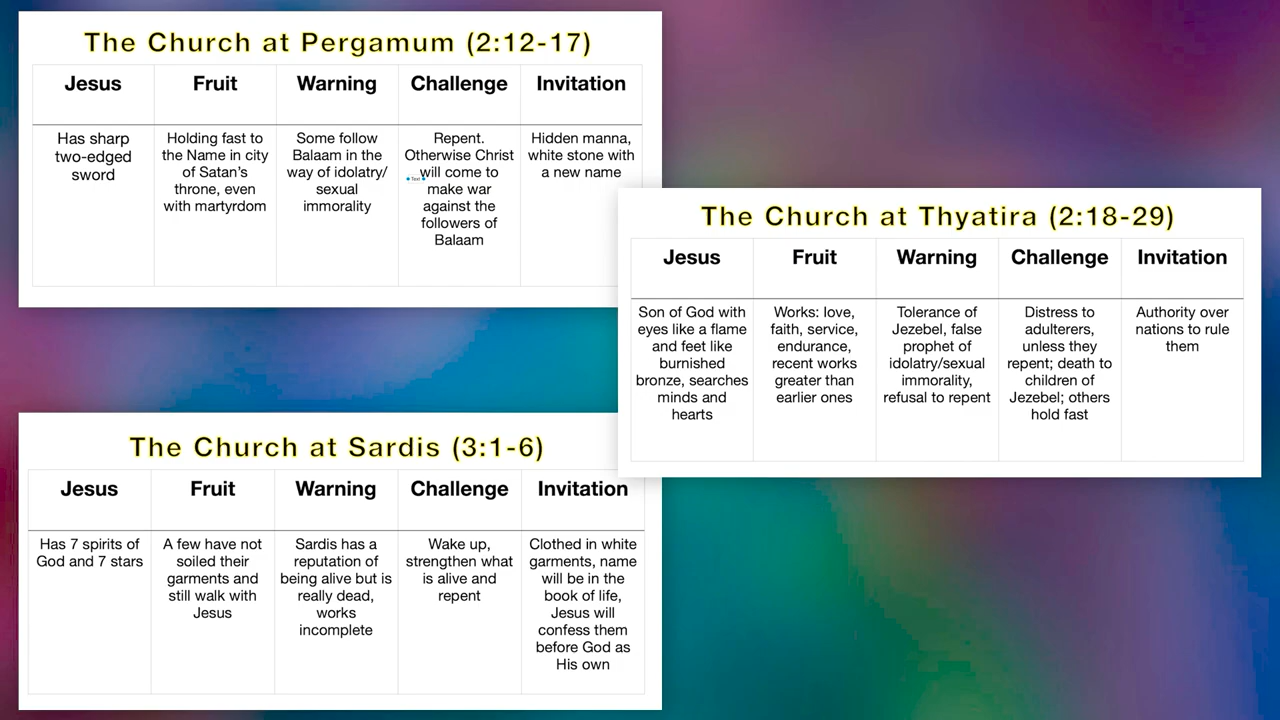 The Church at Pergamum (2:12-17)
Jesus
Fruit
Warning
Challenge
Invitation
Has sharp
two-edged
sword
Holding fast to
the Name in city
of Satan's
throne, even
with martyrdom
Some follow
Balaam in the
way of idolatry/
sexual
immorality
Repent.
Otherwise Christ
will come to
make war
against the
followers of
Balaam
Text
Hidden manna,
white stone with
a new name
The Church at Thyatira (2:18-29)
Jesus
Fruit
Warning
Challenge
Invitation
Son of God with
eyes like a flame
and feet like
burnished
bronze, searches
minds and
hearts
Works: love,
faith, service,
endurance,
recent works
greater than
earlier ones
Tolerance of
Jezebel, false
prophet of
idolatry/sexual
immorality,
refusal to repent
Distress to
adulterers,
unless they
repent; death to
children of
Jezebel; others
hold fast
Authority over
nations to rule
them
The Church at Sardis (3:1-6)
Jesus
Fruit
Warning
Challenge
Invitation
Has 7 spirits of
God and 7 stars
A few have not
soiled their
garments and
still walk with
Jesus
Sardis has a
reputation of
being alive but is
really dead,
works
incomplete
Wake up,
strengthen what
is alive and
repent
Clothed in white
garments, name
will be in the
book of life,
Jesus will
confess them
before God as
His own